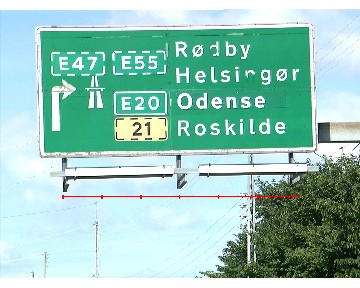 E47 E55 Rødby
Helsingør
E20 Odense
21 Roskilde